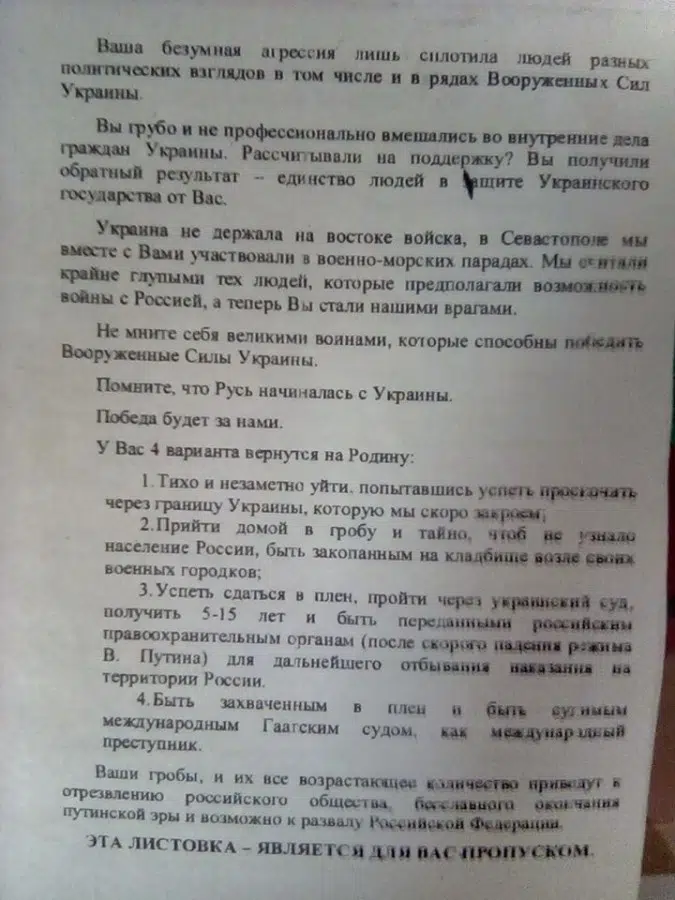 Ваша безумная агрессия лишь сплотила людей разных
политических взглядов в том числе и в рядах Вооруженных Сил
Украины.
Вы грубо и не профессионально вмешались во внутренние дела
граждан Украины. Рассчитывали на поддержку? Вы получили
обратный результат – единство людей в защите Украинского
государства от Вас.
Украина не держала на востоке войска, в Севастополе мы
вместе с Вами участвовали в военно-морских парадах. Мы считали
крайне глупыми тех людей, которые предполагали возможность
войны с Россией, а теперь Вы стали нашими врагами.
Не мните себя великими воинами, которые способны победить
Вооруженные Силы Украины.
Помните, что Русь начиналась с Украины.
Победа будет за нами.
У Вас 4 варианта вернутся на Родину:
1. Тихо и незаметно уйти, попытавшись успеть проскочить
через границу Украины, которую мы скоро закроем;
2. Прийти домой в гробу и тайно, чтоб не узнало
население России, быть закопанным на кладбище возле своих
военных городков;
3. Успеть сдаться в плен, пройти через украинский суд,
получить 5-15 лет и быть переданными российским
правоохранительным органам (после скорого падения режима
В. Путина) для дальнейшего отбывания наказания на
территории России.
4. Быть захваченным в плен и быть судимым
международным Гаагским судом, как международный
преступник.
Ваши гробы, и их все возрастающее количество приведут к
отрезвлению российского общества, бесславного окончания
путинской эры и возможно к развалу Российской Федерации.
ЭТА ЛИСТОВКА – ЯВЛЯЕТСЯ ДЛЯ ВАС ПРОПУСКОМ.